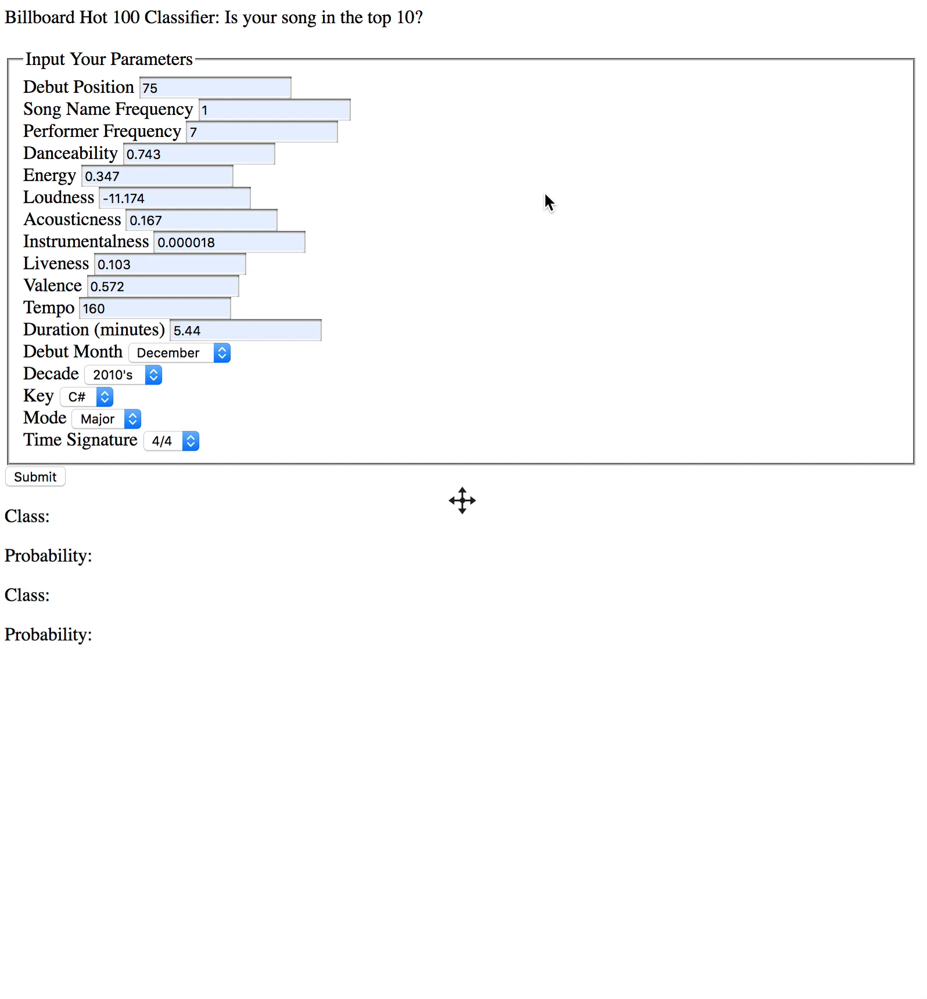 Billboard Hot 100 Classifier: Is your song in the top 10?
Input Your Parameters
Debut Position 75
Song Name Frequency 1
Performer Frequency 7
Danceability 0.743
Energy 0.347
Loudness -11.174
Acousticness 0.167
Instrumentalness 0.000018
Liveness 0.103
Valence 0.572
Tempo 160
Duration (minutes) 5.44
Debut Month December
Decade 2010's
Key C#
Mode Major
Time Signature 4/4
Submit
Class:
Probability:
Class:
Probability: